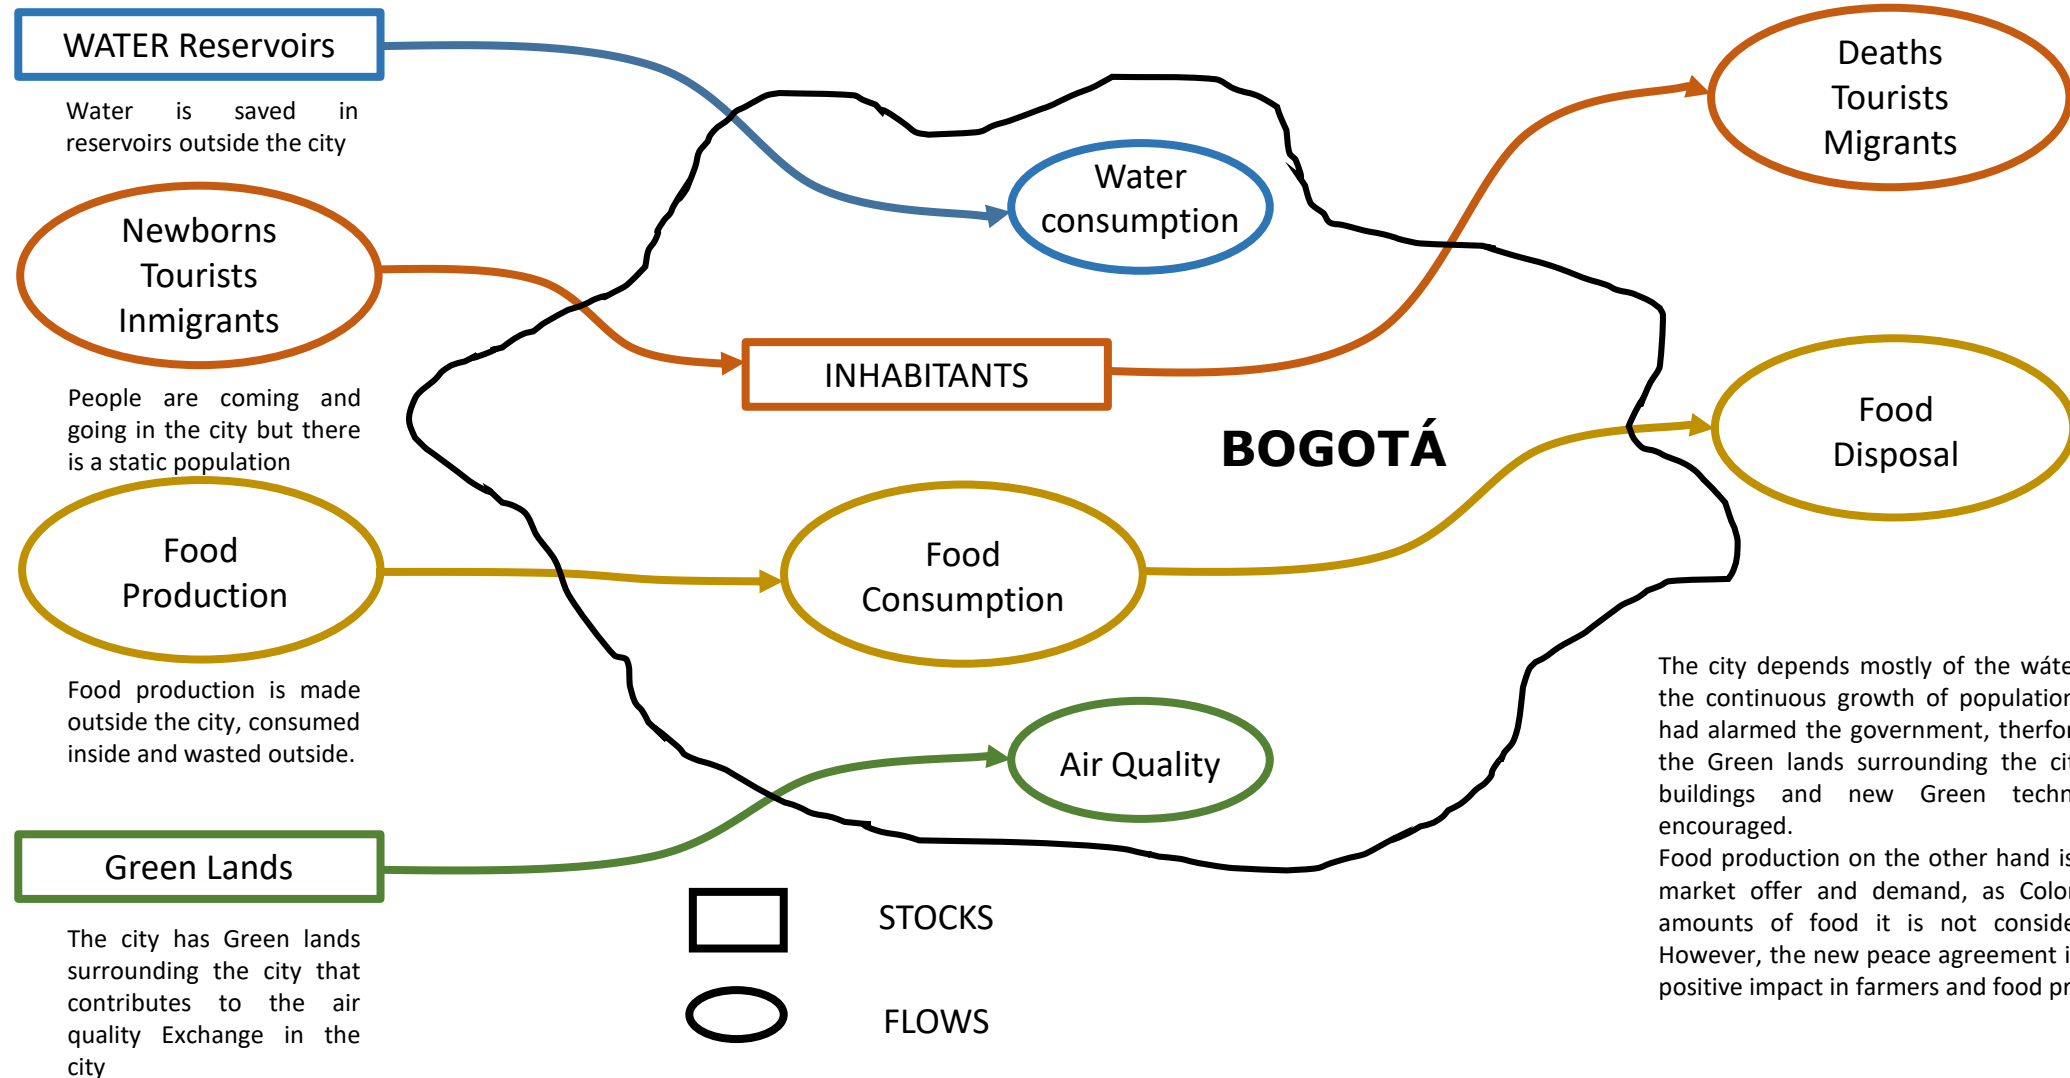 WATER Reservoirs
Water is saved in
reservoirs outside the city
Newborns
Tourists
Inmigrants
People are coming and
going in the city but there
is a static population
Food
Production
Food production is made
outside the city, consumed
inside and wasted outside.
Green Lands
The city has Green lands
surrounding the city that
contributes to the air
quality Exchange in the
city
Water
consumption
INHABITANTS
BOGOTÁ
Food
Consumption
Air Quality
STOCKS
FLOWS
Deaths
Tourists
Migrants
Food
Disposal
The city depends mostly of the
the continuous growth of population
had alarmed the government,
the Green lands surrounding the
buildings and new Green
encouraged.
Food production on the other hand is
market offer and demand, as
amounts of food it is not
However, the new peace agreement
positive impact in farmers and food